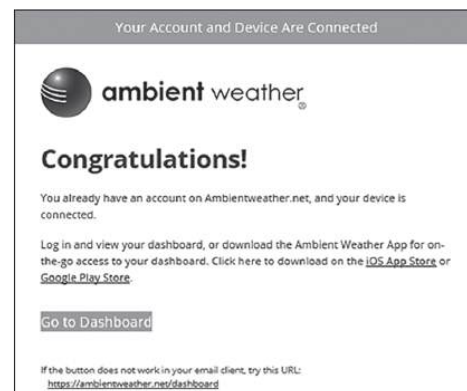 Your Account and Device Are Connected
ambient weather®
Congratulations!
You already have an account on Ambientweather.net, and your device is
connected.
Log in and view your dashboard, or download the Ambient Weather App for on-
the-go access to your dashboard. Click here to download on the iOS App Store or
Google Play Store.
Go to Dashboard
If the button does not work in your email client, try this URL:
https://ambientweather.net/dashboard